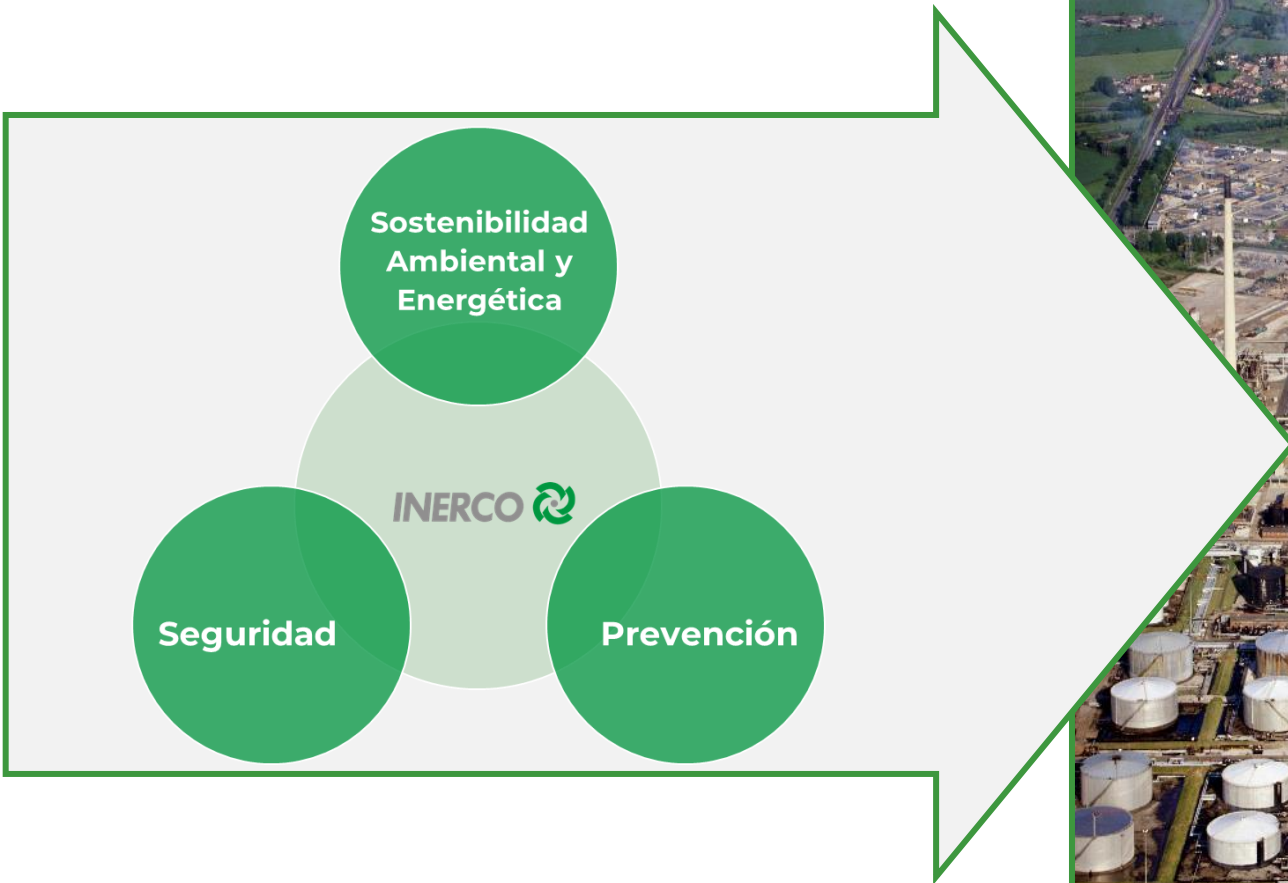 Sostenibilidad
Ambiental y
Energética
INERCO
Seguridad
Prevención